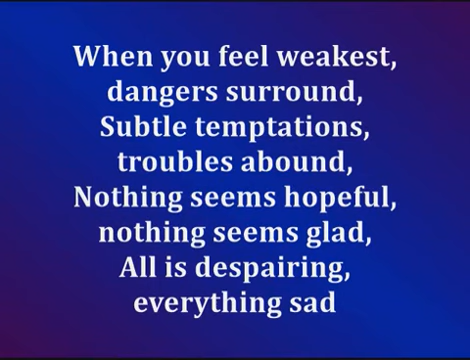 When you feel weakest,
dangers surround,
Subtle temptations,
troubles abound,
Nothing seems hopeful,
nothing seems glad,
All is despairing,
everything sad